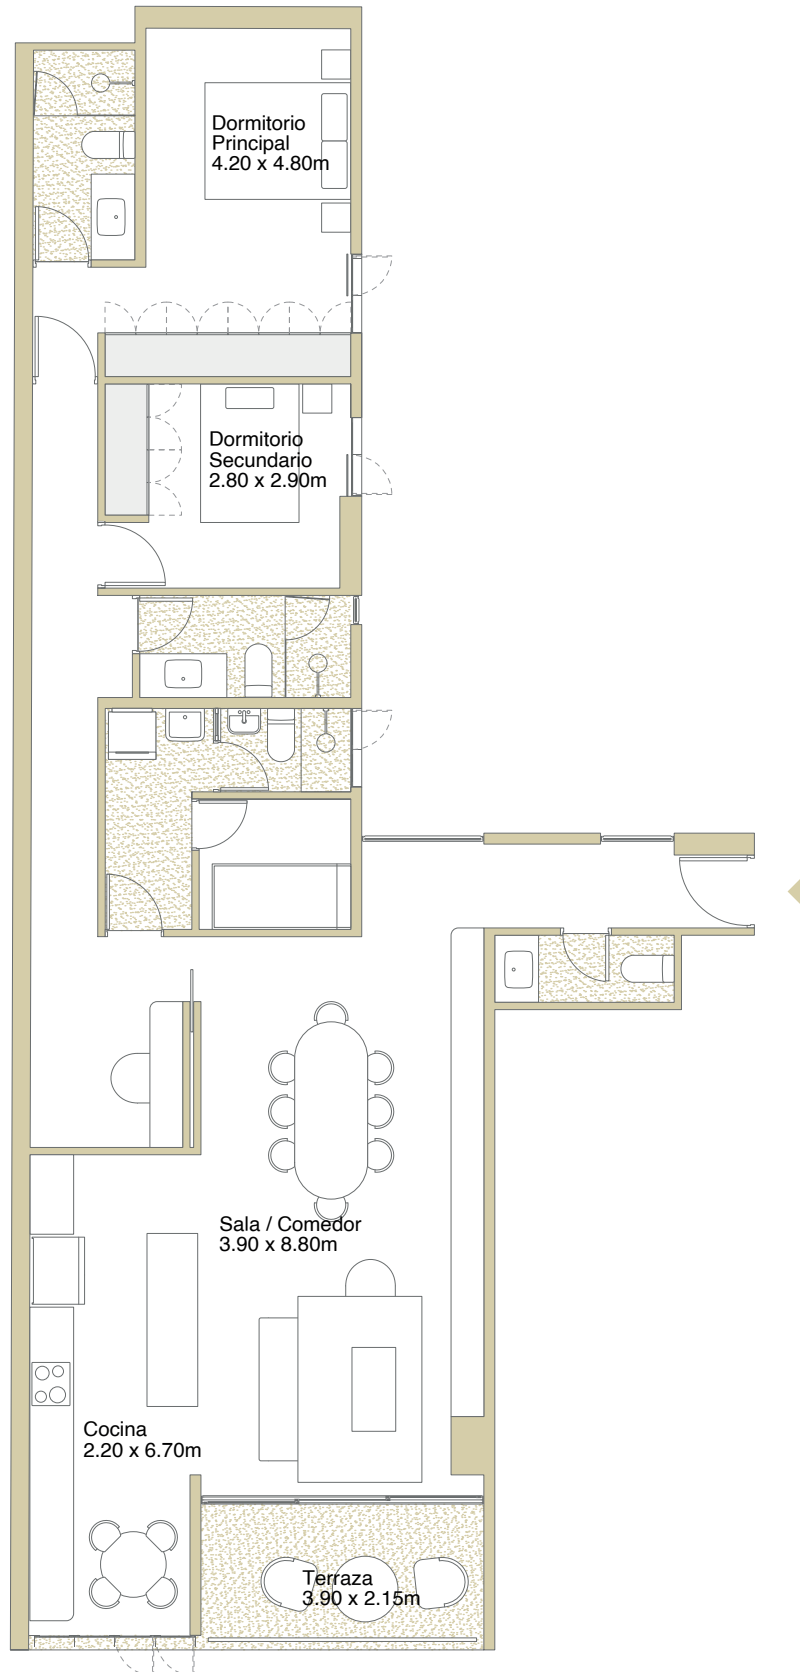 Dormitorio
Principal
4.20 x 4.80m
Dormitorio
Secundario
2.80 x 2.90m
Sala / Comedor
3.90 x 8.80m
Cocina
2.20 x 6.70m
Terraza
3.90 x 2.15m